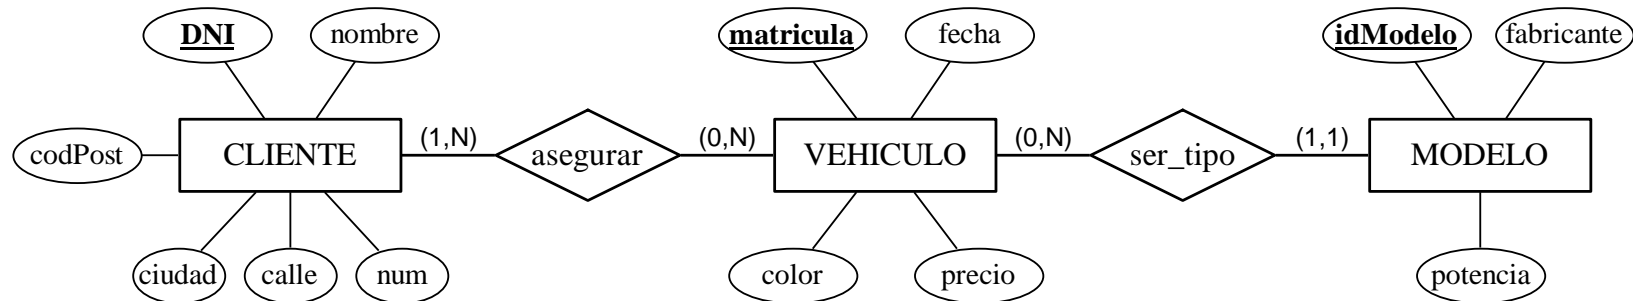 DNI
nombre
matricula
fecha
idModelo
fabricante
codPost
CLIENTE
(1,N)
asegurar
(0,N)
VEHICULO
(0,N)
ser_tipo
(1,1)
MODELO
ciudad
calle
num
color
precio
potencia